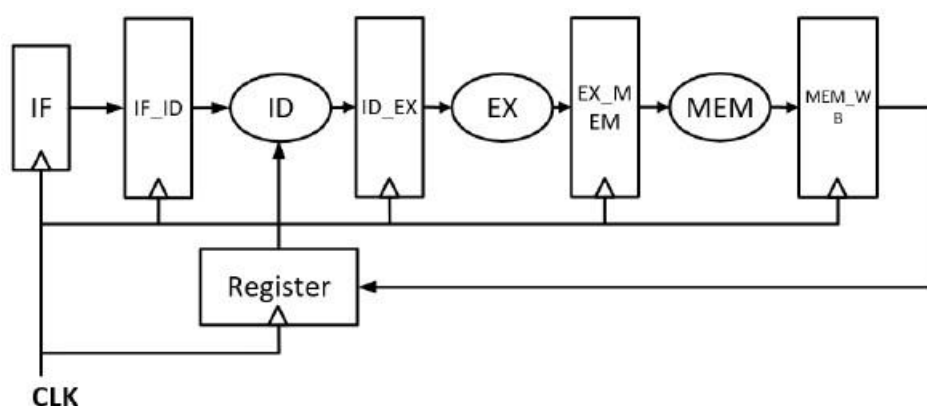 IF
IF_ID
ID
ID_EX
EX
EX_M
EM
MEM
MEM_W
B
Register
CLK